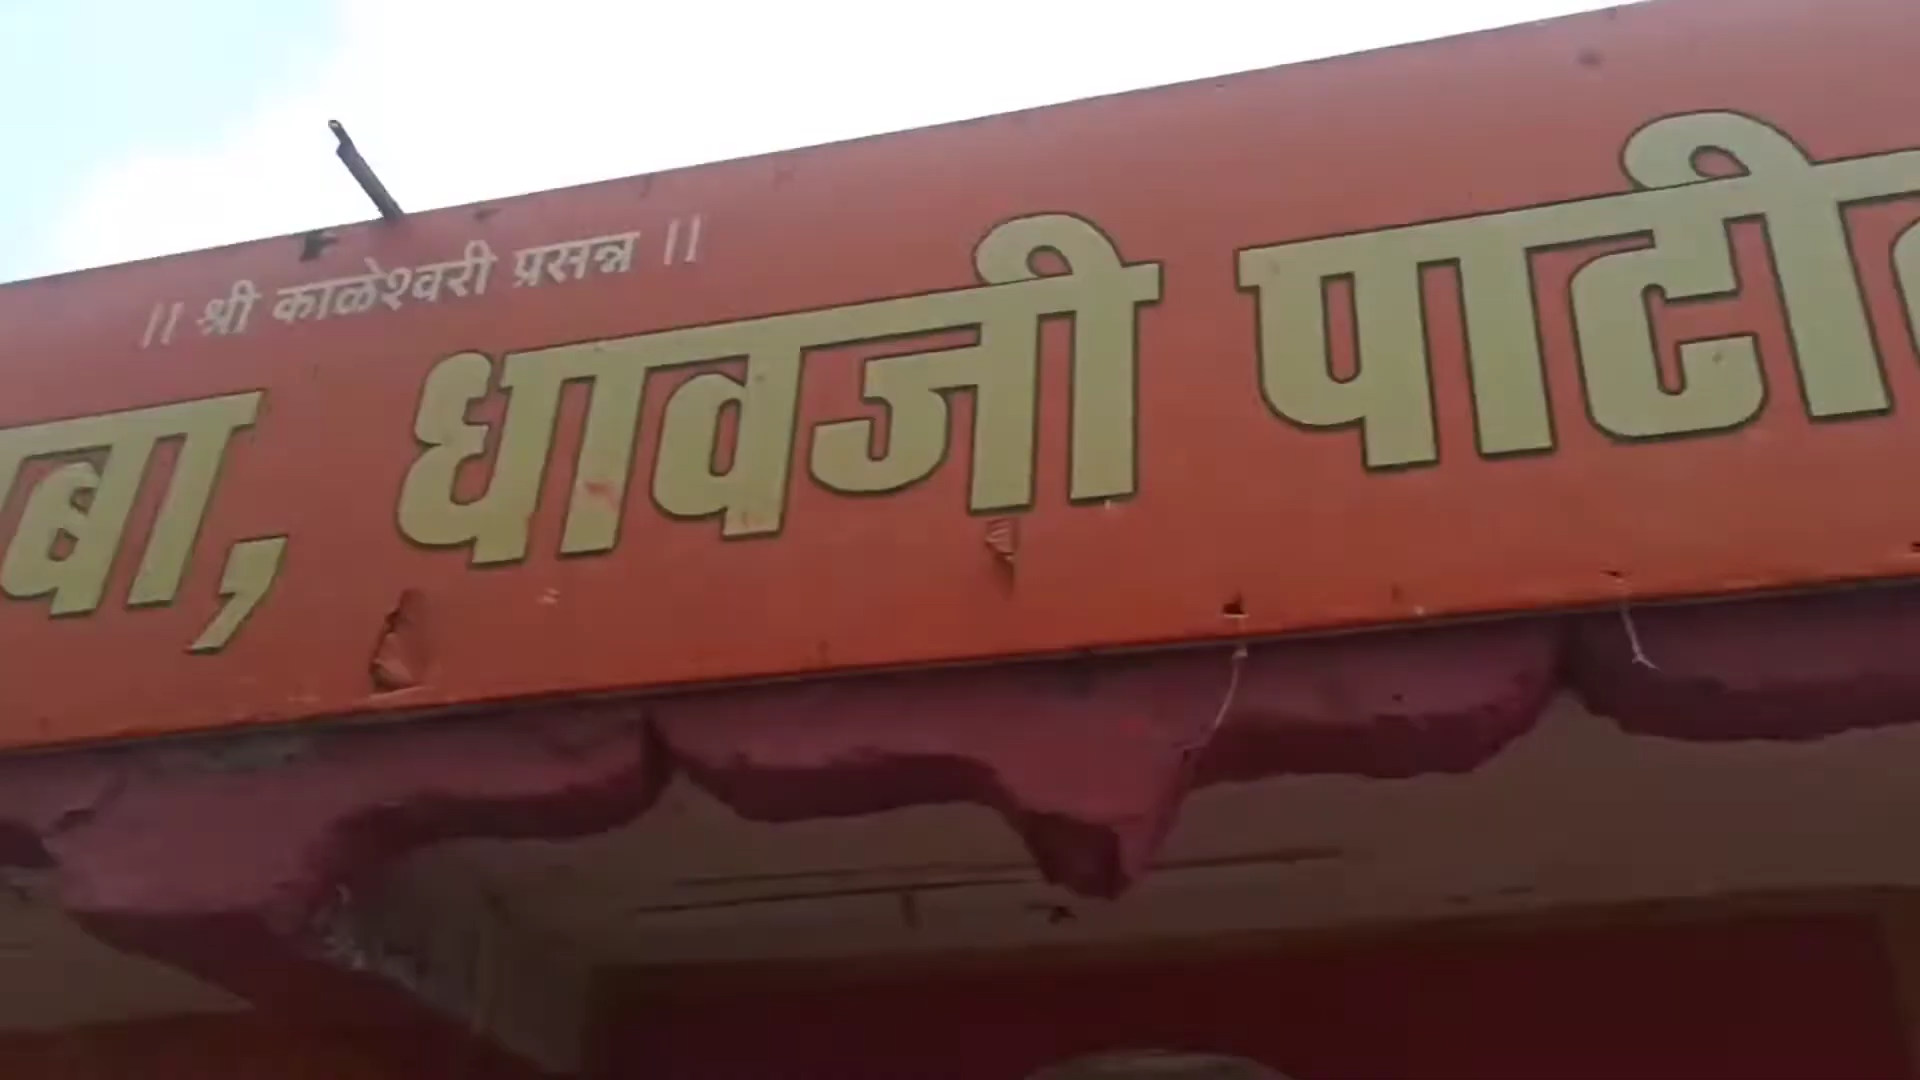 ॥ श्री काळेश्वरी प्रसन्न ॥
बा, धावजी पाटी